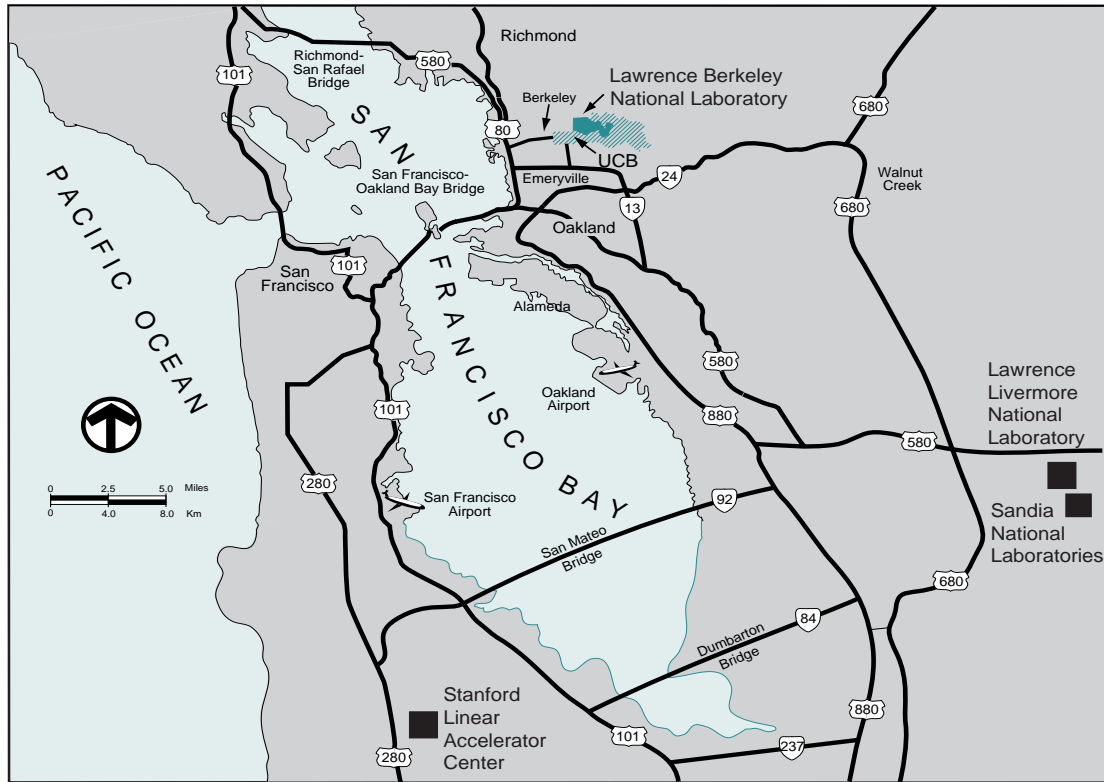 Richmond
Richmond-
San Rafael
Bridge
580
101
Lawrence Berkeley
National Laboratory
Berkeley
680
80
UCB
SAN
San Francisco-
Oakland Bay Bridge
Emeryville
24
Walnut
Creek
13
680
PACIFIC OCEAN
Oakland
San
Francisco
101
FRANCISCO BAY
Alameda
580
Oakland
Airport
Lawrence
Livermore
National
Laboratory
101
880
580
280
0 2.5 5.0 Miles
0 4.0 8.0 Km
San Francisco
Airport
92
Sandia
National
Laboratories
San Mateo
Bridge
680
84
Dumbarton
Bridge
Stanford
Linear
Accelerator
Center
880
101
237
280